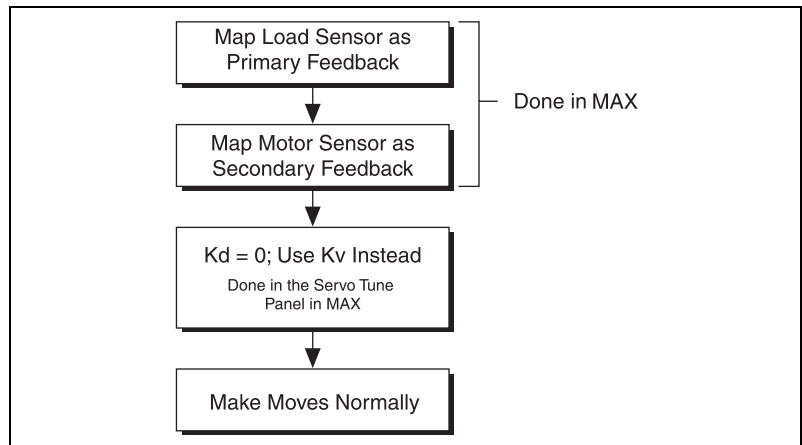 Map Load Sensor as
Primary Feedback
Done in MAX
Map Motor Sensor as
Secondary Feedback
Kd = 0; Use Kv Instead
Done in the Servo Tune
Panel in MAX
Make Moves Normally